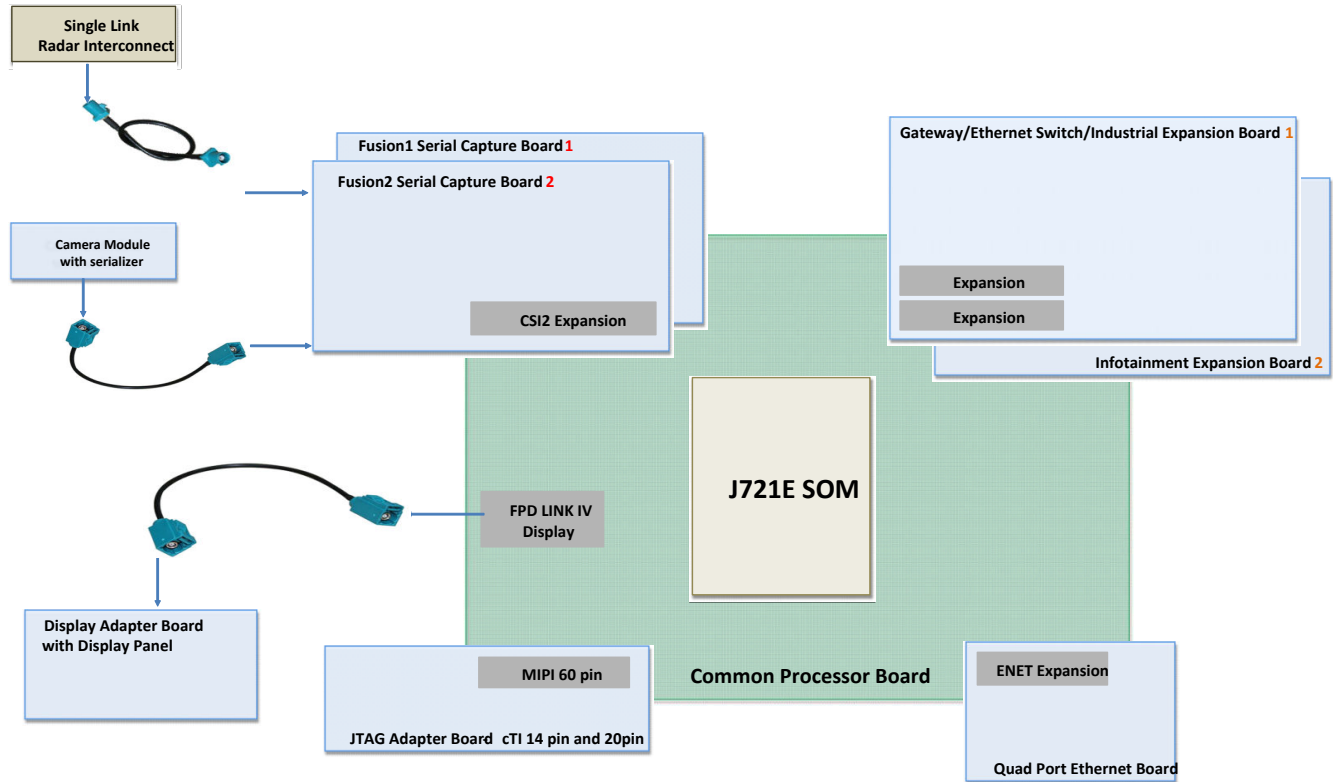 Single Link
Radar Interconnect
Fusion1 Serial Capture Board 1
Fusion2 Serial Capture Board 2
CSI2 Expansion
Gateway/Ethernet Switch/Industrial Expansion Board 1
Expansion
Expansion
Infotainment Expansion Board 2
Camera Module
with serializer
J721E SOM
FPD LINK IV
Display
Display Adapter Board
with Display Panel
MIPI 60 pin
JTAG Adapter Board cTI 14 pin and 20pin
Common Processor Board
ENET Expansion
Quad Port Ethernet Board